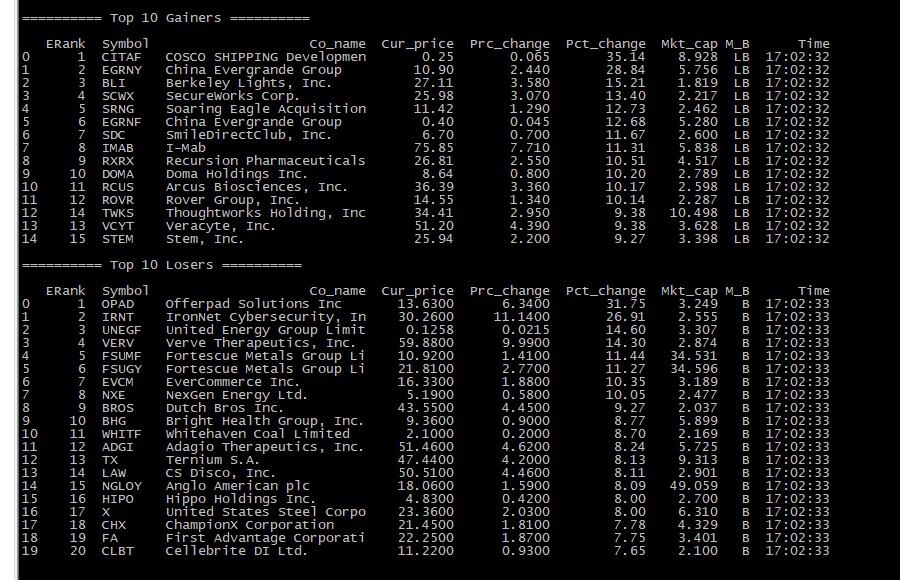 ========== Top 10 Gainers ==========
ERank Symbol Co_name Cur_price Prc_change Pct_change Mkt_cap M_B Time
0 1 CITAF COSCO SHIPPING Developmen 0.25 0.065 35.14 8.928 LB 17:02:32
1 2 EGRNY China Evergrande Group 10.90 2.440 28.84 5.756 LB 17:02:32
2 3 BLI Berkeley Lights, Inc. 27.11 3.580 15.21 1.819 LB 17:02:32
3 4 SCWX SecureWorks Corp. 25.98 3.070 13.40 2.217 LB 17:02:32
4 5 SRNG Soaring Eagle Acquisition 11.42 1.290 12.73 2.462 LB 17:02:32
5 6 EGRNF China Evergrande Group 0.40 0.045 12.68 5.280 LB 17:02:32
6 7 SDC SmileDirectClub, Inc. 6.70 0.700 11.67 2.600 LB 17:02:32
7 8 IMAB I-Mab 75.85 7.710 11.31 5.838 LB 17:02:32
8 9 RXRX Recursion Pharmaceuticals 26.81 2.550 10.51 4.517 LB 17:02:32
9 10 DOMA Doma Holdings Inc. 8.64 0.800 10.20 2.789 LB 17:02:32
10 11 RCUS Arcus Biosciences, Inc. 36.39 3.360 10.17 2.598 LB 17:02:32
11 12 ROVR Rover Group, Inc. 14.55 1.340 10.14 2.287 LB 17:02:32
12 14 TWKS Thoughtworks Holding, Inc 34.41 2.950 9.38 10.498 LB 17:02:32
13 13 VCYT Veracyte, Inc. 51.20 4.390 9.38 3.628 LB 17:02:32
14 15 STEM Stem, Inc. 25.94 2.200 9.27 3.398 LB 17:02:32
========== Top 10 Losers ==========
ERank Symbol Co_name Cur_price Prc_change Pct_change Mkt_cap M_B Time
0 1 OPAD Offerpad Solutions Inc 13.6300 6.3400 31.75 3.249 B 17:02:33
1 2 IRNT IronNet Cybersecurity, In 30.2600 11.1400 26.91 2.555 B 17:02:33
2 3 UNEGF United Energy Group Limit 0.1258 0.0215 14.60 3.307 B 17:02:33
3 4 VERV Verve Therapeutics, Inc. 59.8800 9.9900 14.30 2.874 B 17:02:33
4 5 FSUMF Fortescue Metals Group Li 10.9200 1.4100 11.44 34.531 B 17:02:33
5 6 FSUGY Fortescue Metals Group Li 21.8100 2.7700 11.27 34.596 B 17:02:33
6 7 EVCM EverCommerce Inc. 16.3300 1.8800 10.35 3.189 B 17:02:33
7 8 NXE NexGen Energy Ltd. 5.1900 0.5800 10.05 2.477 B 17:02:33
8 9 BROS Dutch Bros Inc. 43.5500 4.4500 9.27 2.037 B 17:02:33
9 10 BHG Bright Health Group, Inc. 9.3600 0.9000 8.77 5.899 B 17:02:33
10 11 WHITF Whitehaven Coal Limited 2.1000 0.2000 8.70 2.169 B 17:02:33
11 12 ADGI Adagio Therapeutics, Inc. 51.4600 4.6200 8.24 5.725 B 17:02:33
12 13 TX Ternium S.A. 47.4400 4.2000 8.13 9.313 B 17:02:33
13 14 LAW CS Disco, Inc. 50.5100 4.4600 8.11 2.901 B 17:02:33
14 15 NGLOY Anglo American plc 18.0600 1.5900 8.09 49.059 B 17:02:33
15 16 HIPO Hippo Holdings Inc. 4.8300 0.4200 8.00 2.700 B 17:02:33
16 17 X United States Steel Corpo 23.3600 2.0300 8.00 6.310 B 17:02:33
17 18 CHX ChampionX Corporation 21.4500 1.8100 7.78 4.329 B 17:02:33
18 19 FA First Advantage Corporati 22.2500 1.8700 7.75 3.401 B 17:02:33
19 20 CLBT Cellebrite DI Ltd. 11.2200 0.9300 7.65 2.100 B 17:02:33